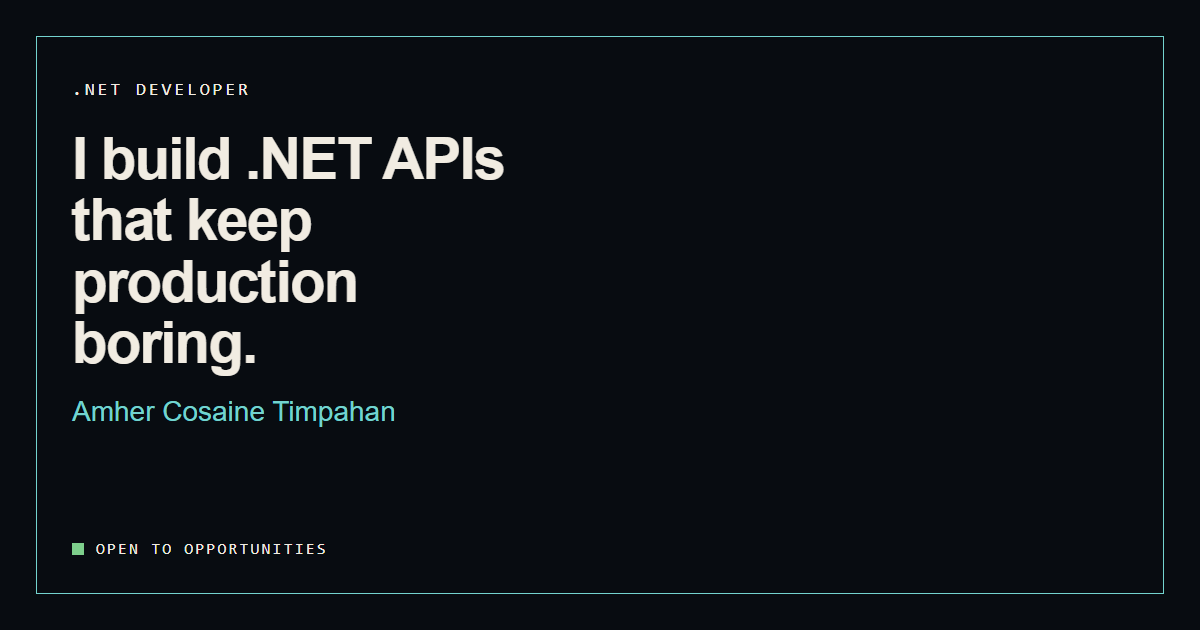 .NET DEVELOPER
I build .NET APIs
that keep
production
boring.
Amher Cosaine Timpahan
OPEN TO OPPORTUNITIES